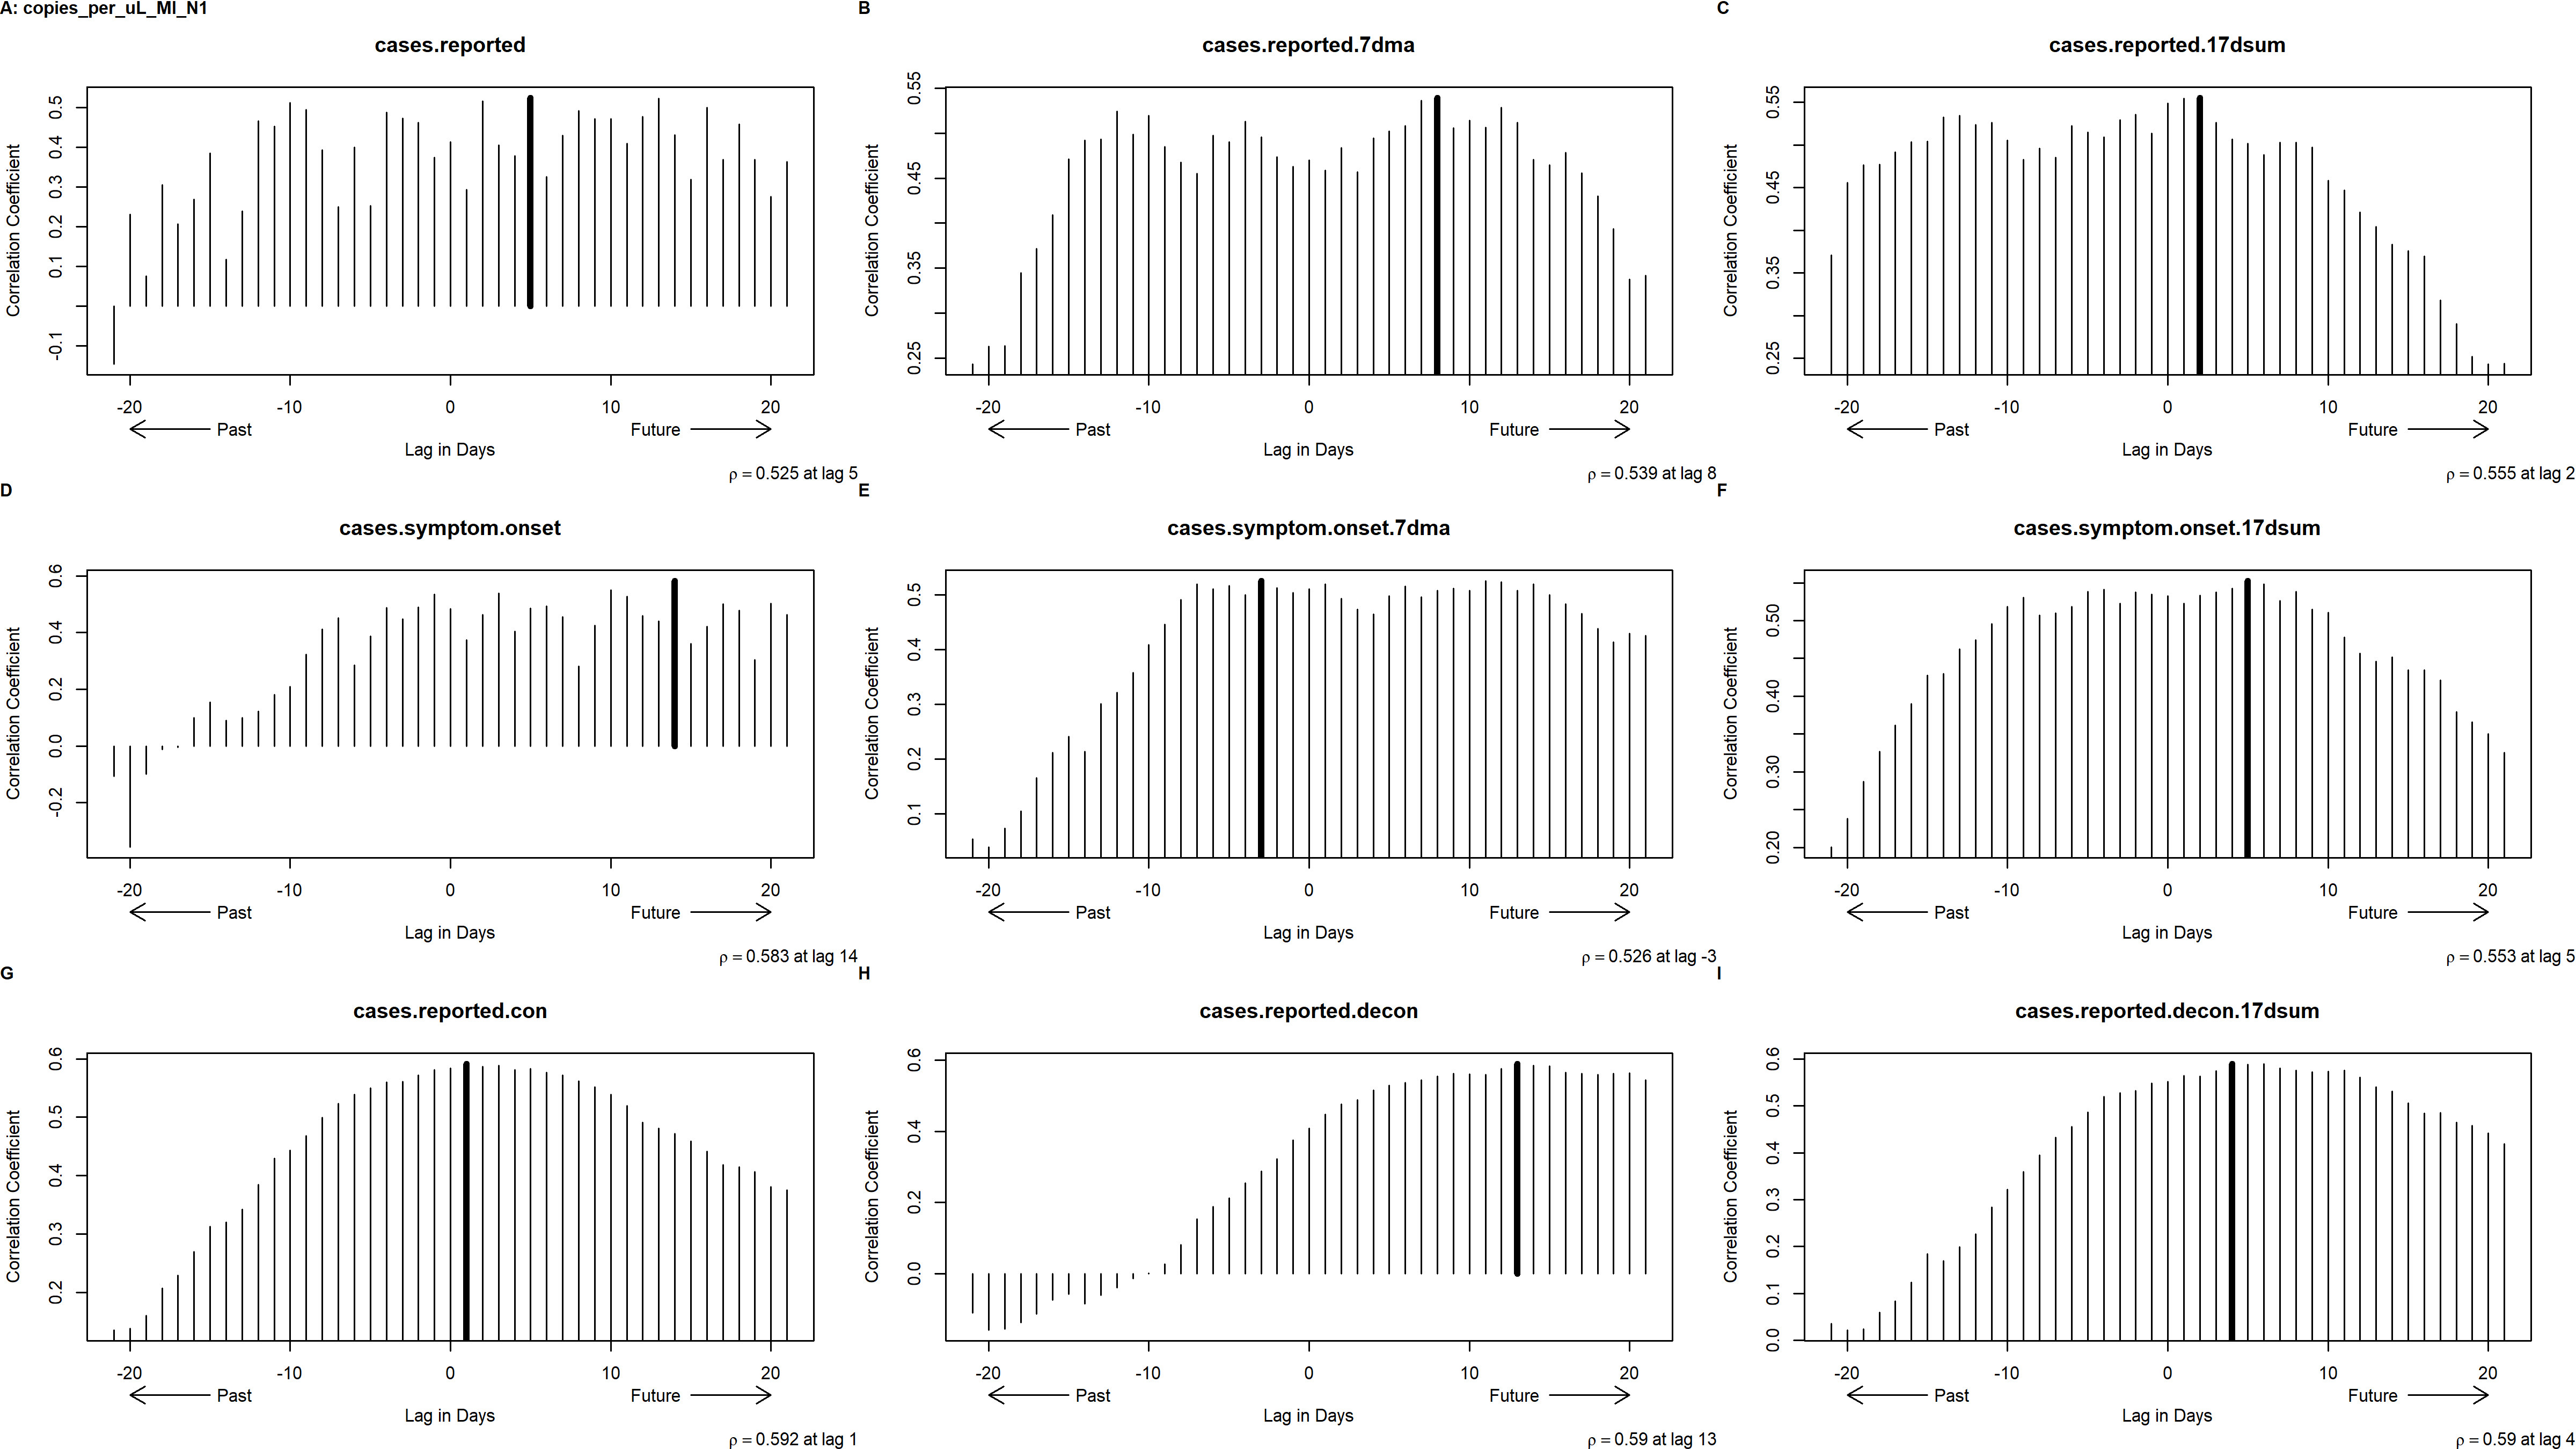 A: copies_per_uL_MI_N1
cases.reported
Correlation Coefficient
-0.1 0.1 0.2 0.3 0.4 0.5
-20 -10 0 10 20
Past Future
Lag in Days
ρ = 0.525 at lag 5
B
cases.reported.7dma
Correlation Coefficient
0.25 0.35 0.45 0.55
-20 -10 0 10 20
Past Future
Lag in Days
ρ = 0.539 at lag 8
C
cases.reported.17dsum
Correlation Coefficient
0.25 0.35 0.45 0.55
-20 -10 0 10 20
Past Future
Lag in Days
ρ = 0.555 at lag 2
D
cases.symptom.onset
Correlation Coefficient
-0.2 0.0 0.2 0.4 0.6
-20 -10 0 10 20
Past Future
Lag in Days
ρ = 0.583 at lag 14
E
cases.symptom.onset.7dma
Correlation Coefficient
0.1 0.2 0.3 0.4 0.5
-20 -10 0 10 20
Past Future
Lag in Days
ρ = 0.526 at lag -3
F
cases.symptom.onset.17dsum
Correlation Coefficient
0.20 0.30 0.40 0.50
-20 -10 0 10 20
Past Future
Lag in Days
ρ = 0.553 at lag 5
G
cases.reported.con
Correlation Coefficient
0.2 0.3 0.4 0.5 0.6
-20 -10 0 10 20
Past Future
Lag in Days
ρ = 0.592 at lag 1
H
cases.reported.decon
Correlation Coefficient
0.0 0.2 0.4 0.6
-20 -10 0 10 20
Past Future
Lag in Days
ρ = 0.59 at lag 13
I
cases.reported.decon.17dsum
Correlation Coefficient
0.0 0.1 0.2 0.3 0.4 0.5 0.6
-20 -10 0 10 20
Past Future
Lag in Days
ρ = 0.59 at lag 4